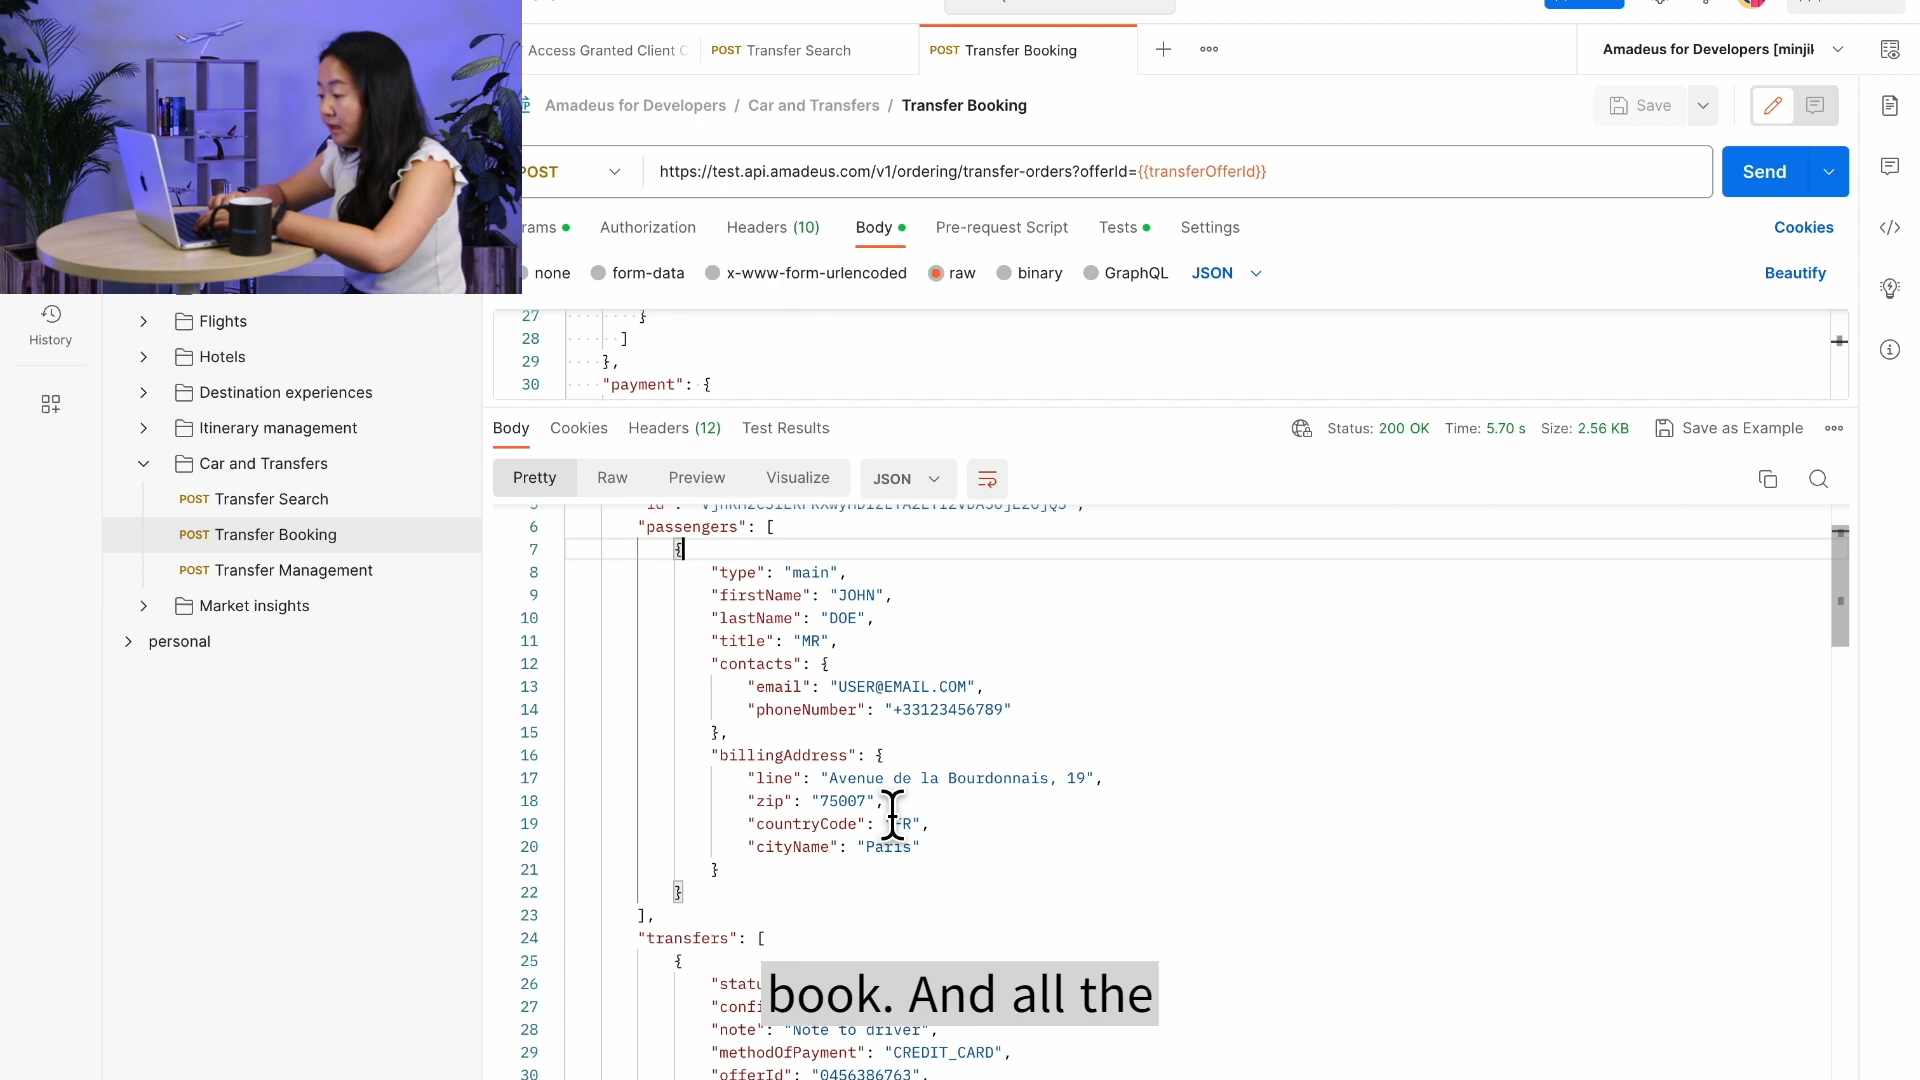 Access Granted Client C
POST Transfer Search
POST Transfer Booking
Amadeus for Developers [minjik
Amadeus for Developers / Car and Transfers / Transfer Booking
Save
POST
https://test.api.amadeus.com/v1/ordering/transfer-orders?offerId={{transferOfferId}}
Send
rams
Authorization
Headers (10)
Body
Pre-request Script
Tests
Settings
Cookies
none
form-data
x-www-form-urlencoded
raw
binary
GraphQL
JSON
Beautify
History
Flights
Hotels
Destination experiences
Itinerary management
Car and Transfers
POST Transfer Search
POST Transfer Booking
POST Transfer Management
Market insights
personal
27 }
28 ]
29 },
30 "payment": {
Body
Cookies
Headers (12)
Test Results
Status: 200 OK
Time: 5.70 s
Size: 2.56 KB
Save as Example
Pretty
Raw
Preview
Visualize
JSON
6 "passengers": [
7 {
8 "type": "main",
9 "firstName": "JOHN",
10 "lastName": "DOE",
11 "title": "MR",
12 "contacts": {
13 "email": "USER@EMAIL.COM",
14 "phoneNumber": "+33123456789"
15 },
16 "billingAddress": {
17 "line": "Avenue de la Bourdonnais, 19",
18 "zip": "75007",
19 "countryCode": "FR",
20 "cityName": "Paris"
21 }
22 }
23 ],
24 "transfers": [
25 {
26 "statu
27 "confi
28 "note": "Note to driver",
29 "methodOfPayment": "CREDIT_CARD",
30 "offerId": "0456386763",
book. And all the